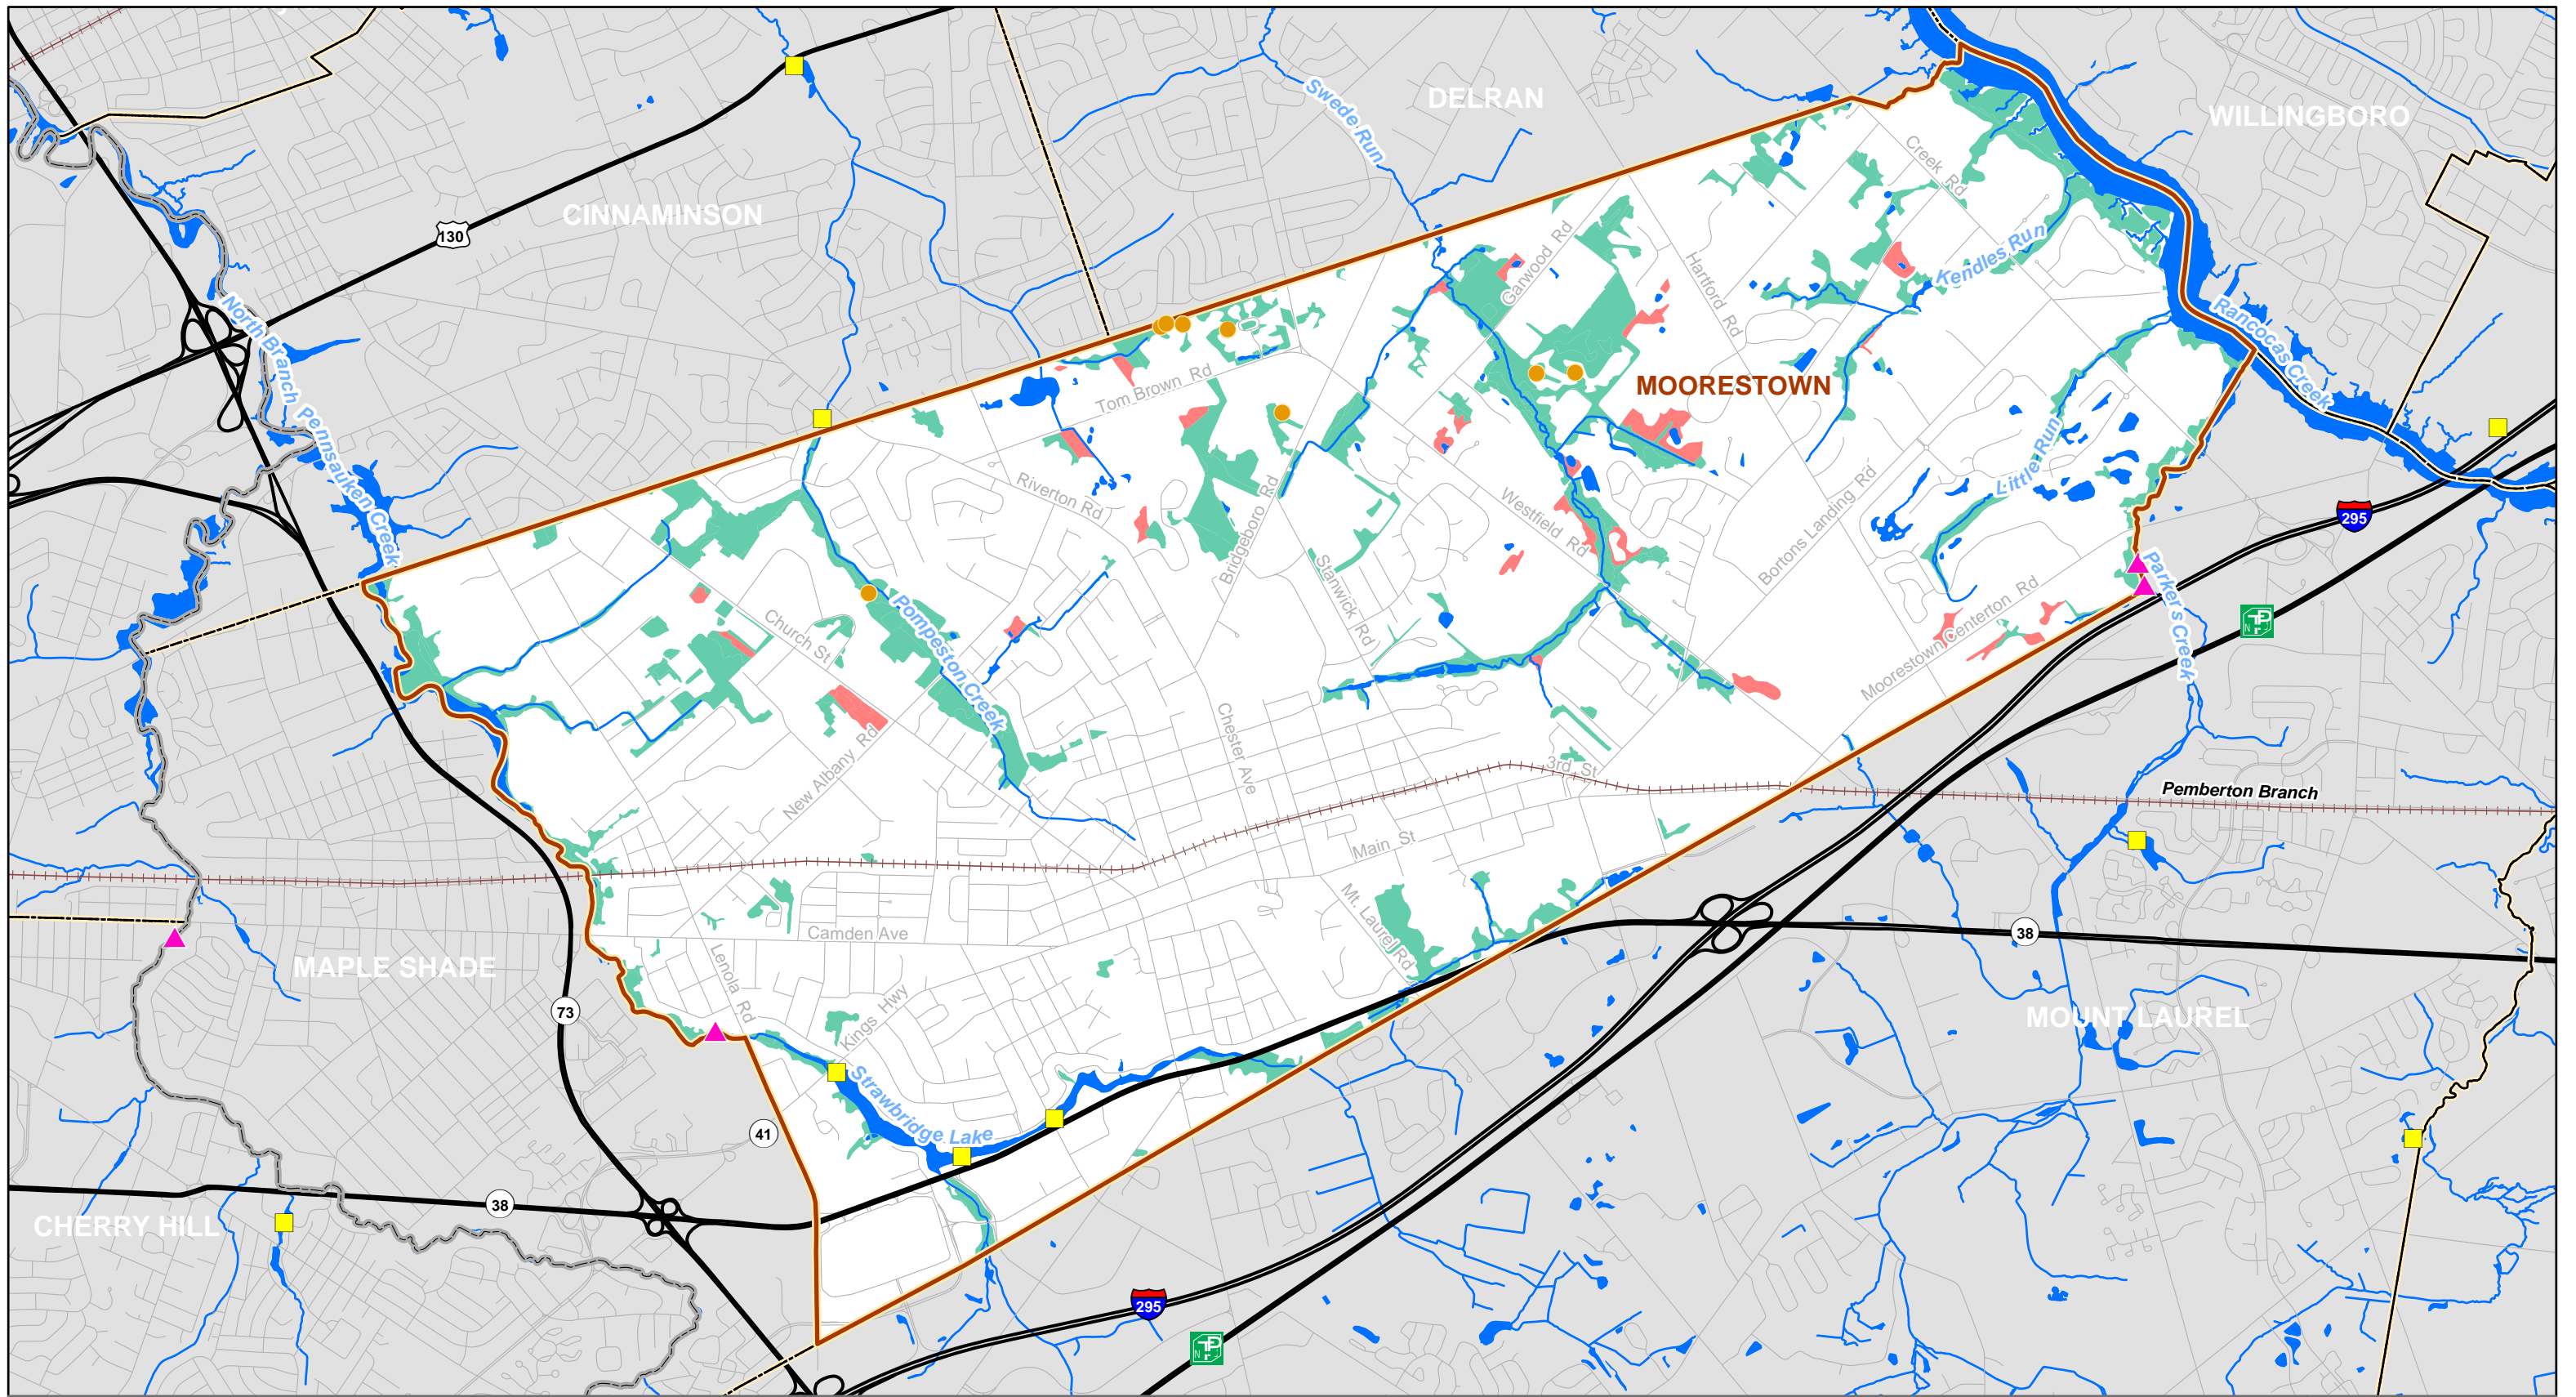 DELRAN
WILLINGBORO
Swede Run
CINNAMINSON
130
Creek Rd
Garwood Rd
Hartford Rd
Kendles Run
North Branch Pennsauken Creek
Rancocas Creek
Tom Brown Rd
MOORESTOWN
Riverton Rd
Bridgeboro Rd
Westfield Rd
Bortons Landing Rd
Little Run
295
Stanwick Rd
Parkers Creek
Church St
Pompeston Creek
Moorestown Centerton Rd
NJ TP
New Albany Rd
Chester Ave
3rd St
Pemberton Branch
Main St
Mt. Laurel Rd
Camden Ave
38
MAPLE SHADE
Lenola Rd
Kings Hwy
73
MOUNT LAUREL
Strawbridge Lake
41
38
CHERRY HILL
295